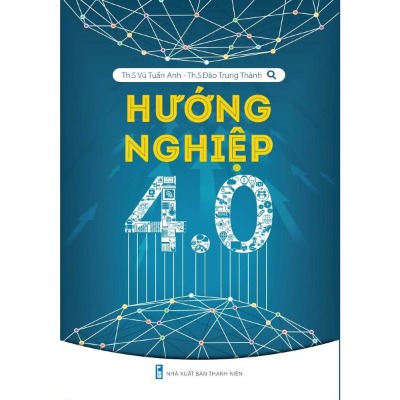 Th.S Vũ Tuấn Anh - Th.S Đào Trung Thành
HƯỚNG
NGHIỆP
4.0
NHÀ XUẤT BẢN THANH NIÊN